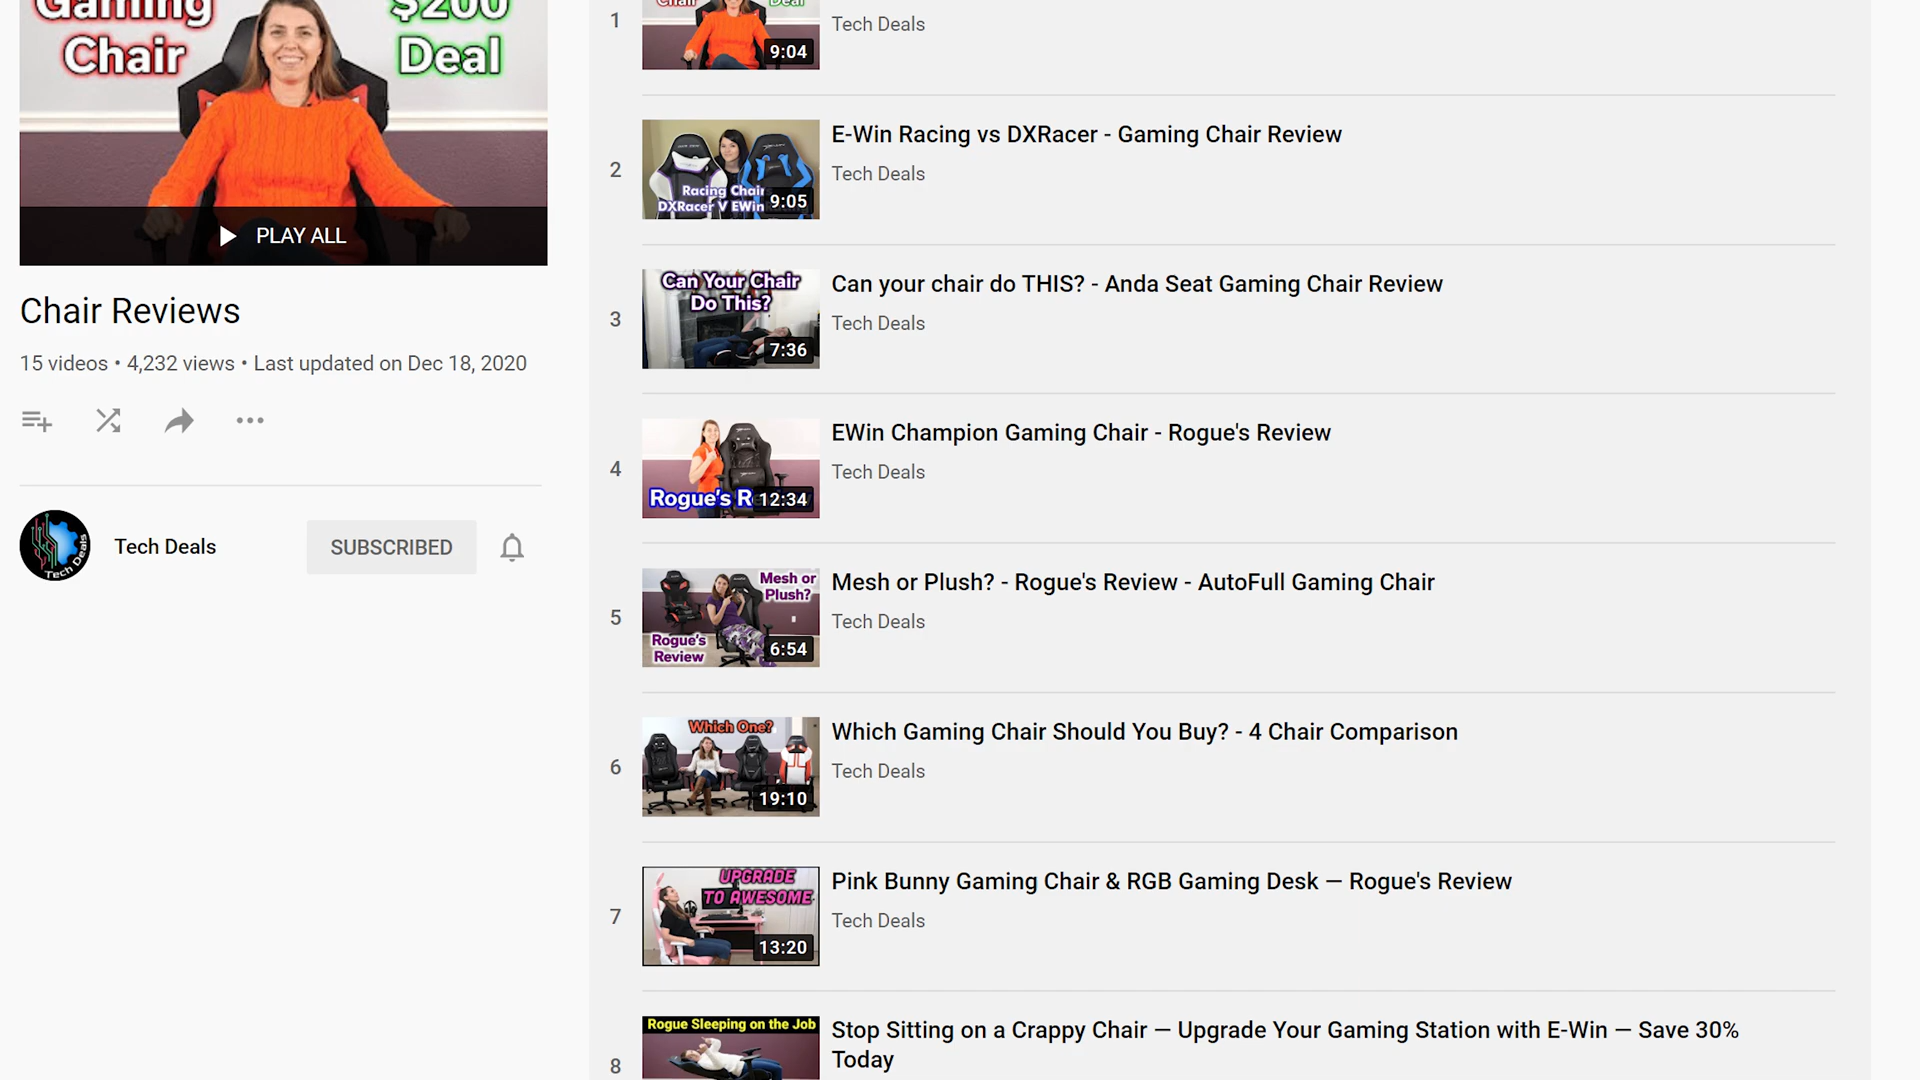 Gaming
Chair
$200
Deal
PLAY ALL
Chair Reviews
15 videos • 4,232 views • Last updated on Dec 18, 2020
Tech Deals
Tech Deals
SUBSCRIBED
1
Chair
Deal
9:04
Tech Deals
2
Racing Chair
DXRacer V EWin
9:05
E-Win Racing vs DXRacer - Gaming Chair Review
Tech Deals
3
Can Your Chair
Do This?
7:36
Can your chair do THIS? - Anda Seat Gaming Chair Review
Tech Deals
4
Rogue's R
12:34
EWin Champion Gaming Chair - Rogue's Review
Tech Deals
5
Mesh or
Plush?
Rogue's
Review
6:54
Mesh or Plush? - Rogue's Review - AutoFull Gaming Chair
Tech Deals
6
Which One?
19:10
Which Gaming Chair Should You Buy? - 4 Chair Comparison
Tech Deals
7
UPGRADE
TO AWESOME
13:20
Pink Bunny Gaming Chair & RGB Gaming Desk — Rogue's Review
Tech Deals
8
Rogue Sleeping on the Job
Stop Sitting on a Crappy Chair — Upgrade Your Gaming Station with E-Win — Save 30%
Today